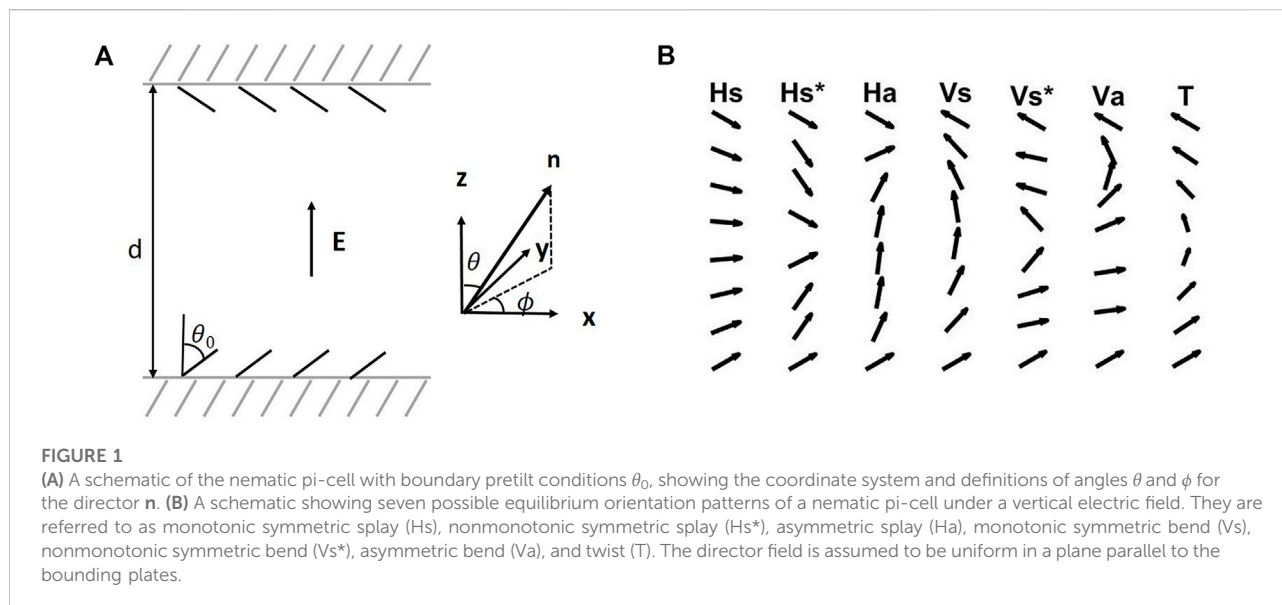 A
B
Hs Hs* Ha Vs Vs* Va T
z
n
y
θ
ϕ
x
d
E
θ0
FIGURE 1
(A) A schematic of the nematic pi-cell with boundary pretilt conditions θ0, showing the coordinate system and definitions of angles θ and ϕ for
the director n. (B) A schematic showing seven possible equilibrium orientation patterns of a nematic pi-cell under a vertical electric field. They are
referred to as monotonic symmetric splay (Hs), nonmonotonic symmetric splay (Hs*), asymmetric splay (Ha), monotonic symmetric bend (Vs),
nonmonotonic symmetric bend (Vs*), asymmetric bend (Va), and twist (T). The director field is assumed to be uniform in a plane parallel to the
bounding plates.